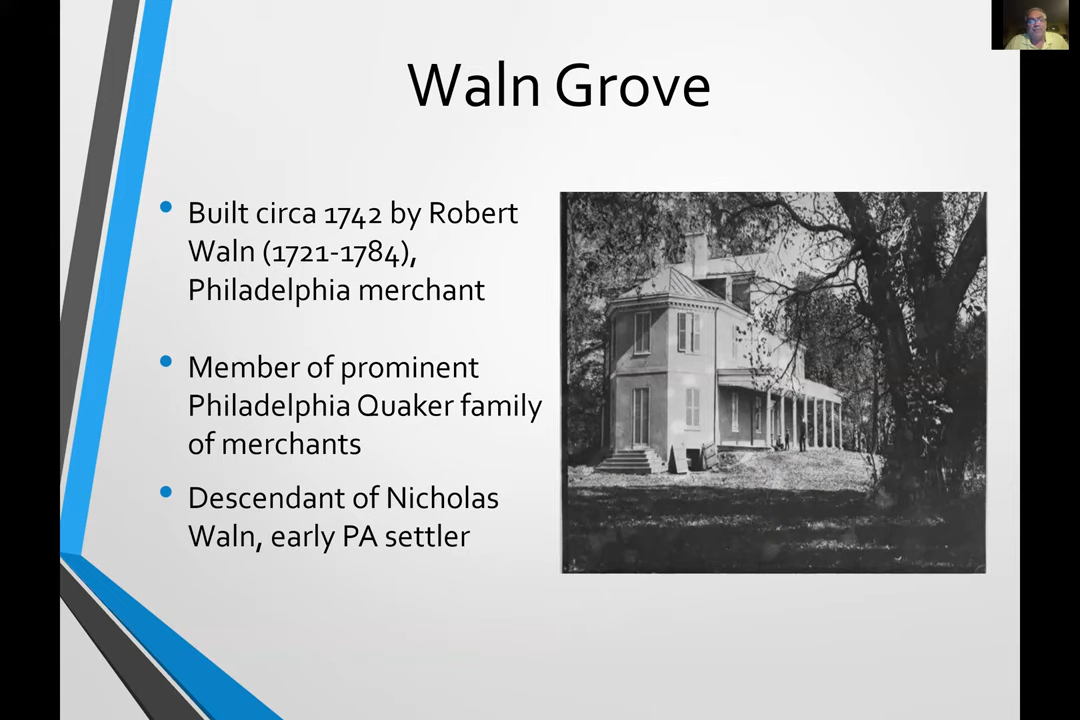 Waln Grove
• Built circa 1742 by Robert
Waln (1721-1784),
Philadelphia merchant
• Member of prominent
Philadelphia Quaker family
of merchants
• Descendant of Nicholas
Waln, early PA settler